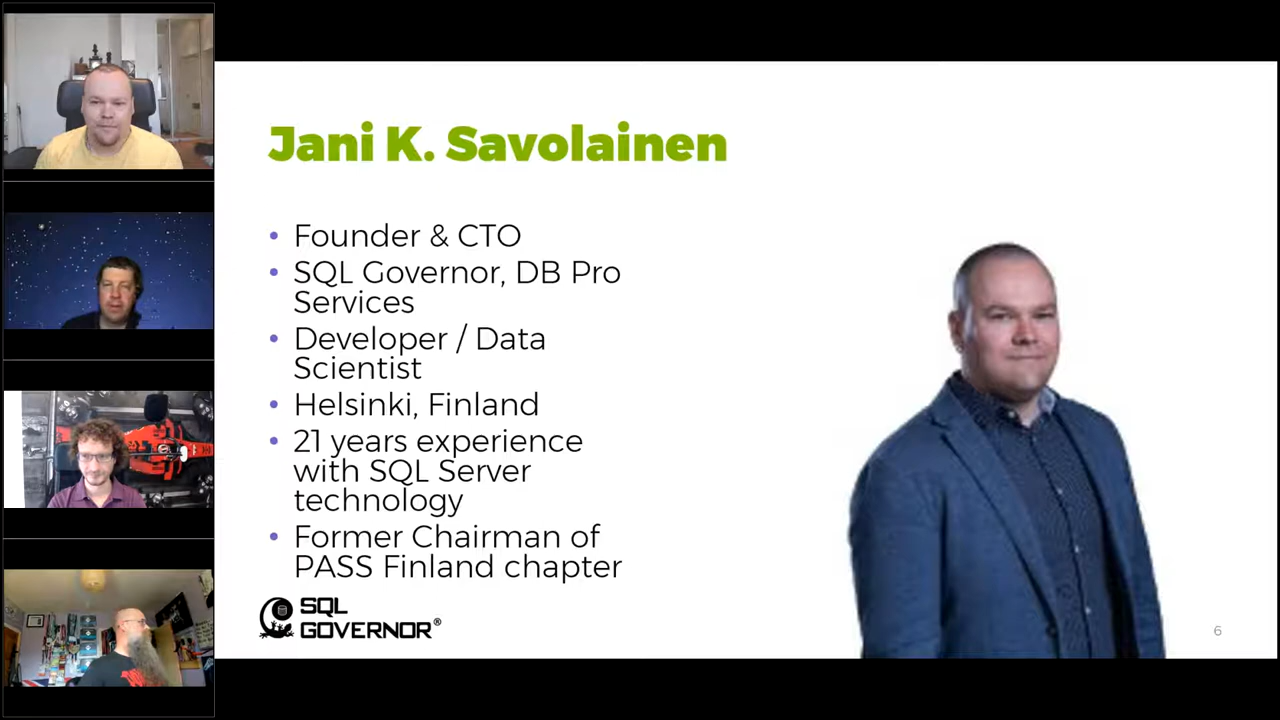 Jani K. Savolainen
• Founder & CTO
• SQL Governor, DB Pro
Services
• Developer / Data
Scientist
• Helsinki, Finland
• 21 years experience
with SQL Server
technology
• Former Chairman of
PASS Finland chapter
SQL
GOVERNOR®
6